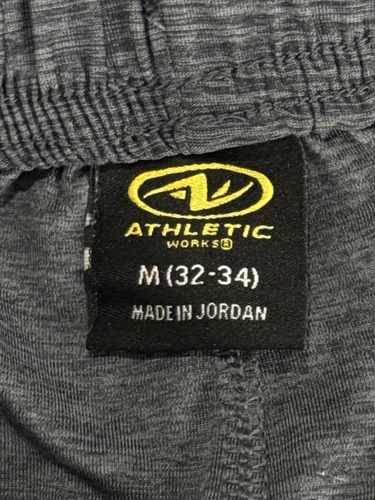 ATHLETIC
WORKS®
M (32-34)
MADE IN JORDAN